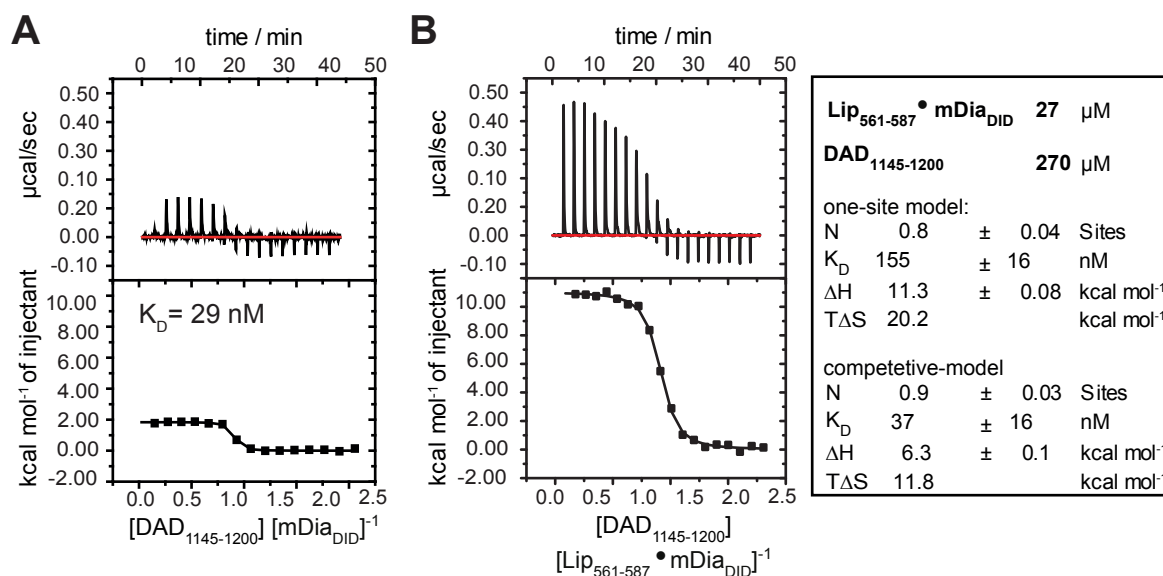 A
time / min
0 10 20 30 40 50
µcal/sec
0.50
0.40
0.30
0.10
0.20
0.00
-0.10
kcal mol-1 of injectant
10.00
8.00
6.00
4.00
2.00
0.00
-2.00
KD= 29 nM
0.0 0.5 1.0 1.5 2.0 2.5
[DAD1145-1200] [mDiaDID]-1
B
time / min
0 10 20 30 40 50
µcal/sec
0.50
0.40
0.30
0.10
0.20
0.00
-0.10
kcal mol-1 of injectant
10.00
8.00
6.00
4.00
2.00
0.00
-2.00
0.0 0.5 1.0 1.5 2.0 2.5
[DAD1145-1200]
[Lip561-587 • mDiaDID]-1
Lip561-587 • mDiaDID 27 µM
DAD1145-1200 270 µM
one-site model:
N 0.8 ± 0.04 Sites
KD 155 ± 16 nM
ΔH 11.3 ± 0.08 kcal mol-1
TΔS 20.2 kcal mol-1
competetive-model
N 0.9 ± 0.03 Sites
KD 37 ± 16 nM
ΔH 6.3 ± 0.1 kcal mol-1
TΔS 11.8 kcal mol-1